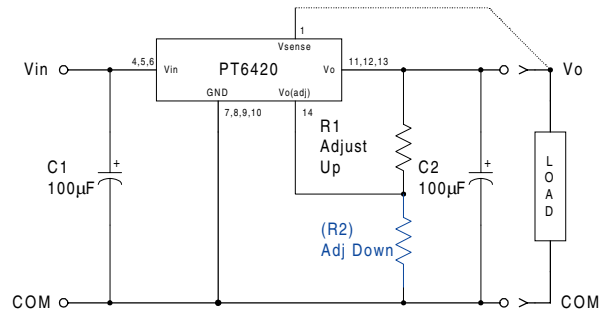 1
Vsense
Vin
4,5,6
Vin
PT6420
Vo
11,12,13
Vo
GND
Vo(adj)
7,8,9,10
14
R1
Adjust
Up
C1
100µF
+
C2
100µF
+
L
O
A
D
(R2)
Adj Down
COM
COM